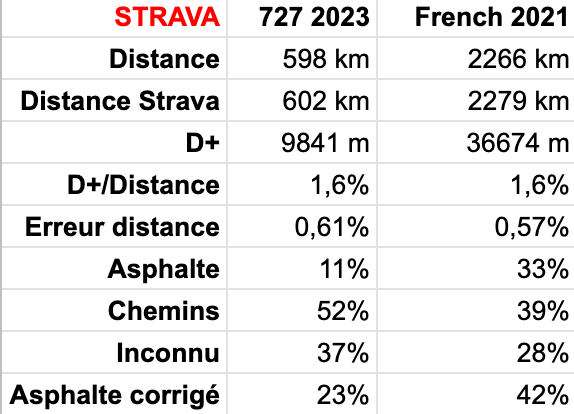 STRAVA 727 2023 French 2021
Distance 598 km 2266 km
Distance Strava 602 km 2279 km
D+ 9841 m 36674 m
D+/Distance 1,6% 1,6%
Erreur distance 0,61% 0,57%
Asphalte 11% 33%
Chemins 52% 39%
Inconnu 37% 28%
Asphalte corrigé 23% 42%